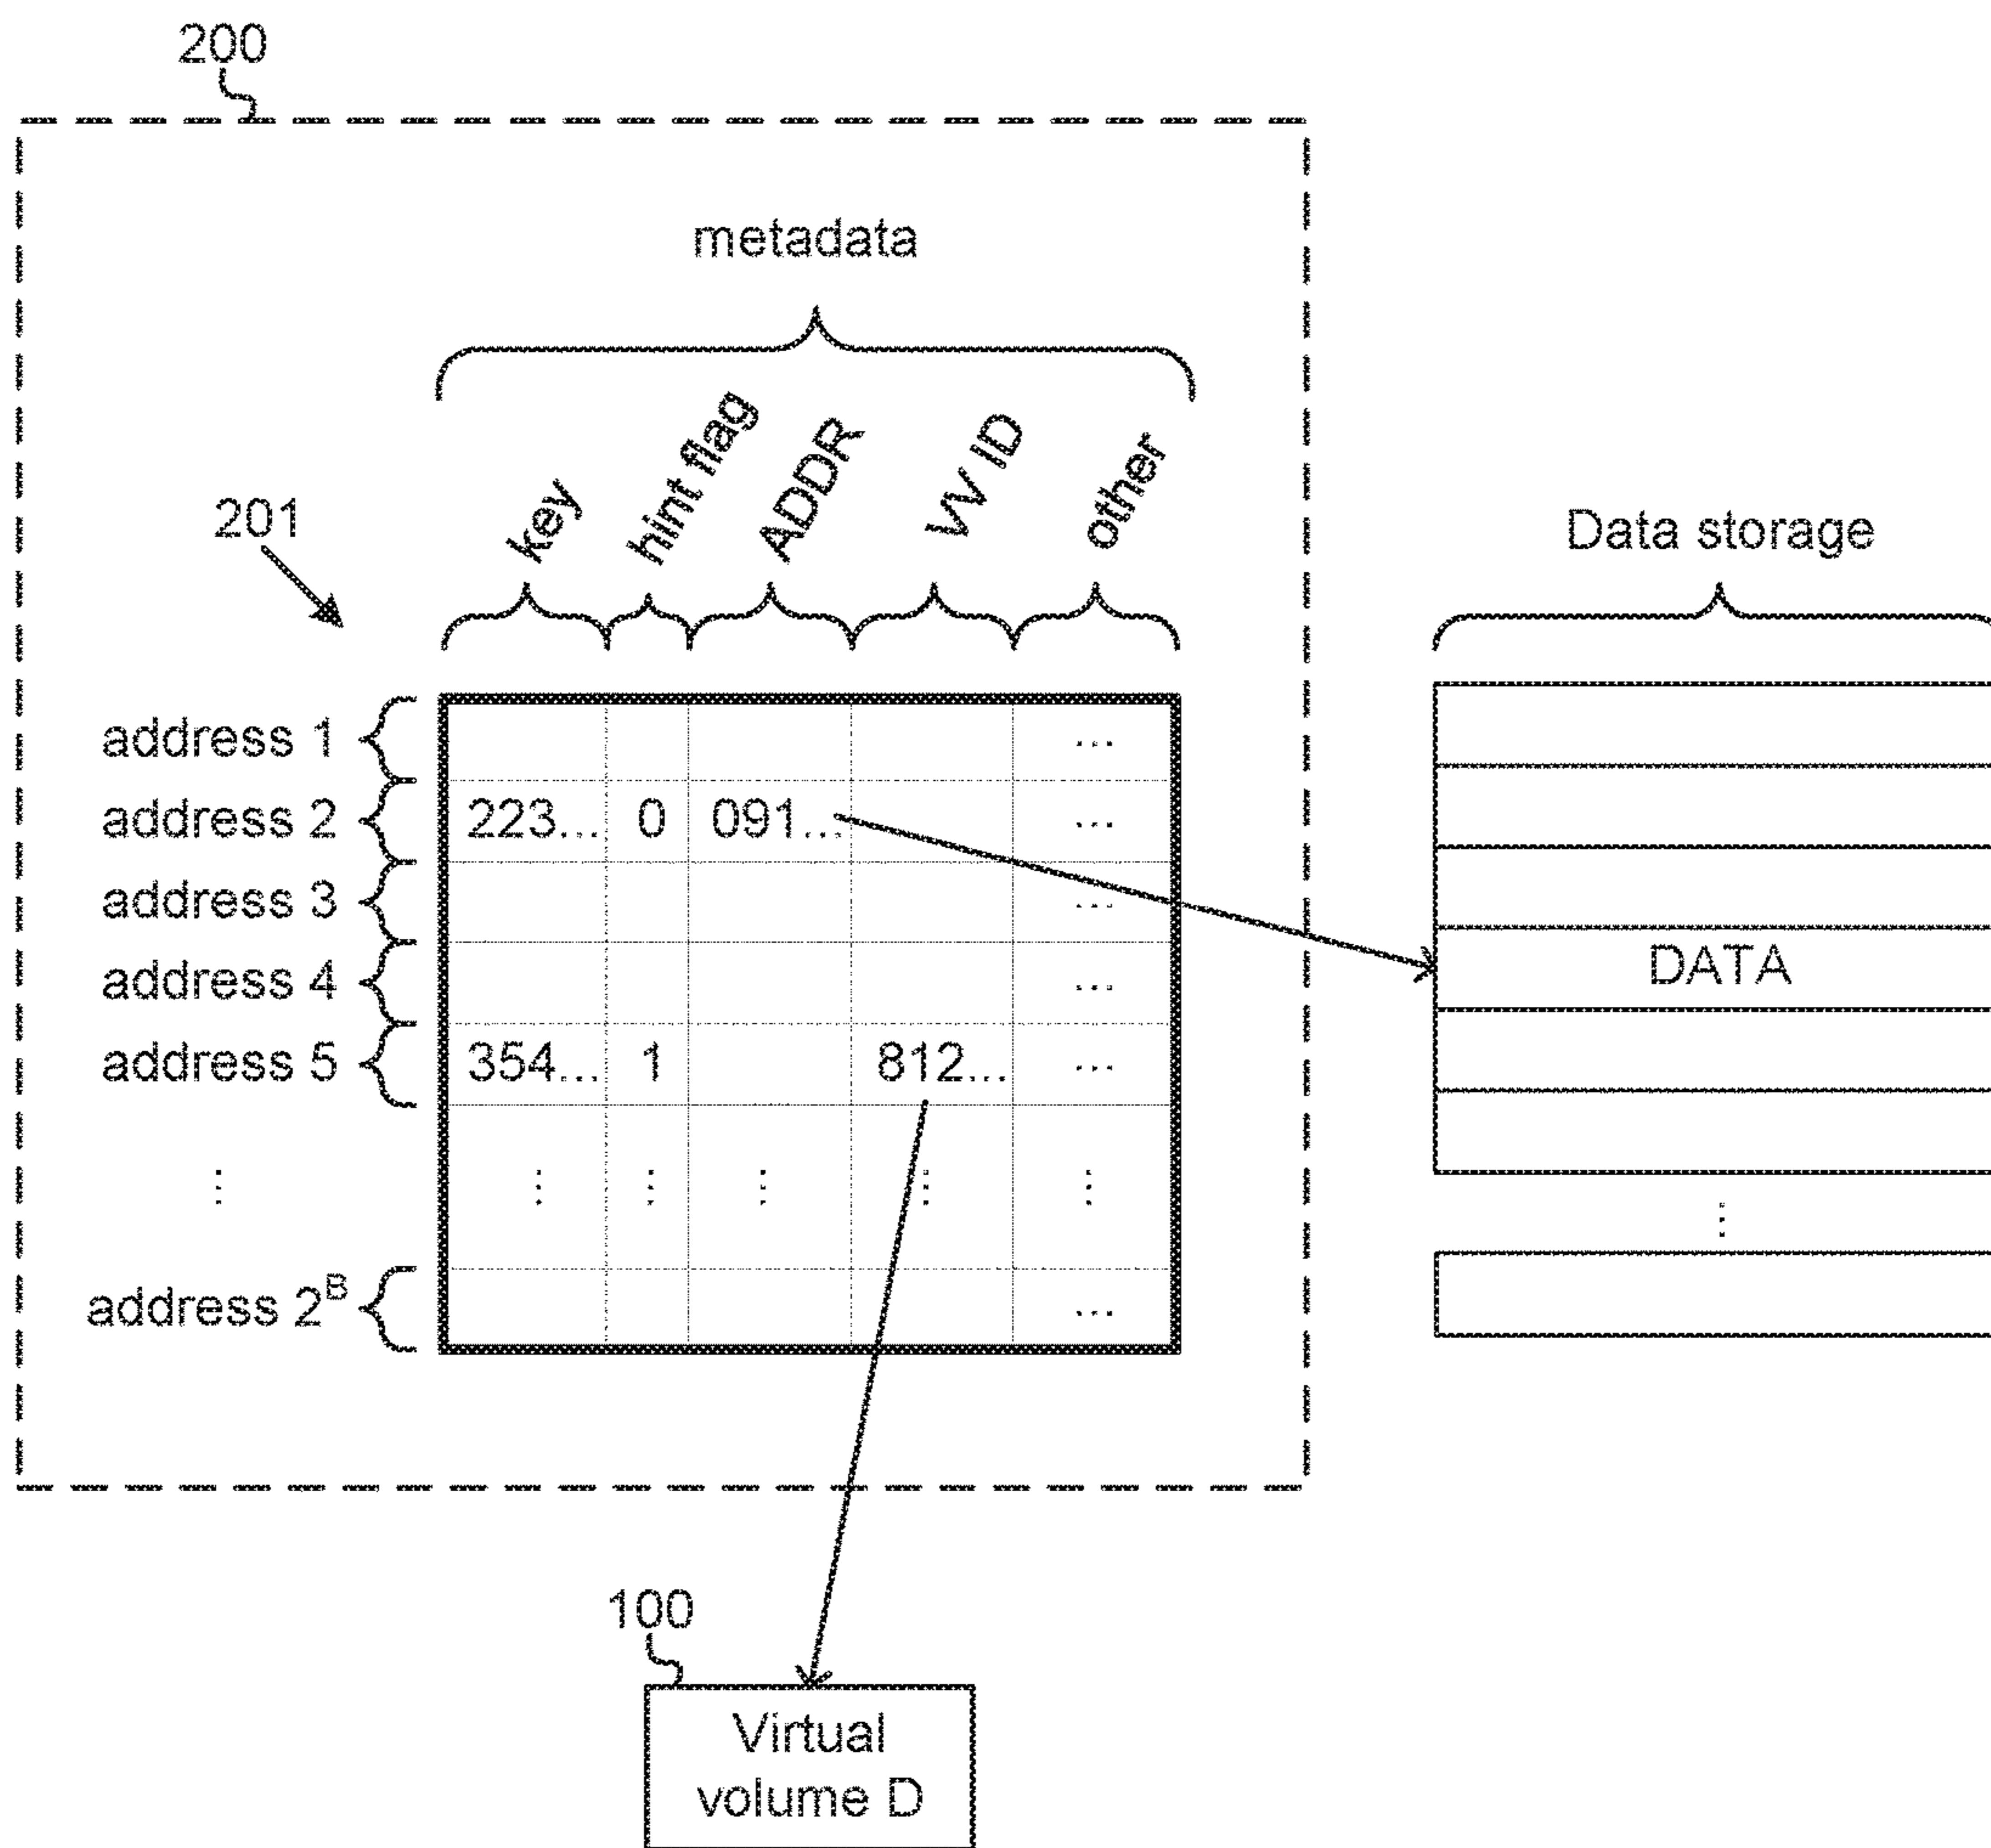 200
metadata
key
hint flag
ADDR
VV ID
other
201
Data storage
address 1 ...
address 2 223... 0 091... ...
address 3 ...
address 4 ...
DATA
address 5 354... 1 812... ...
⋮ ⋮ ⋮ ⋮ ⋮ ⋮
⋮
address 2^B ...
100
Virtual
volume D